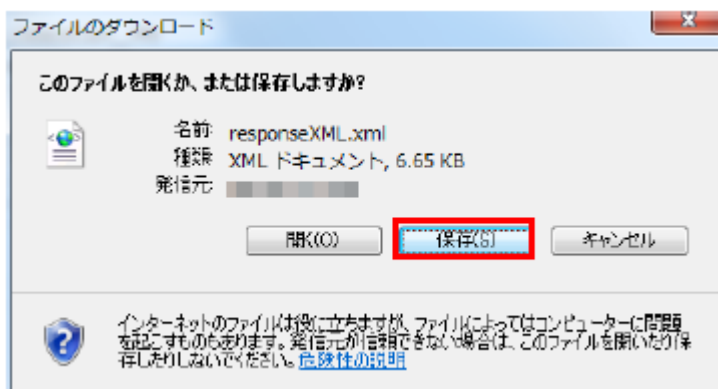 ファイルのダウンロード
このファイルを開くか、または保存しますか?
名前: responseXML.xml
種類: XML ドキュメント, 6.65 KB
発信元:
開く(O) 保存(S) キャンセル
インターネットのファイルは役に立ちますが、ファイルによってはコンピューターに問題
を起こすものもあります。発信元が信頼できない場合は、このファイルを開いたり保
存したりしないでください。危険性の説明